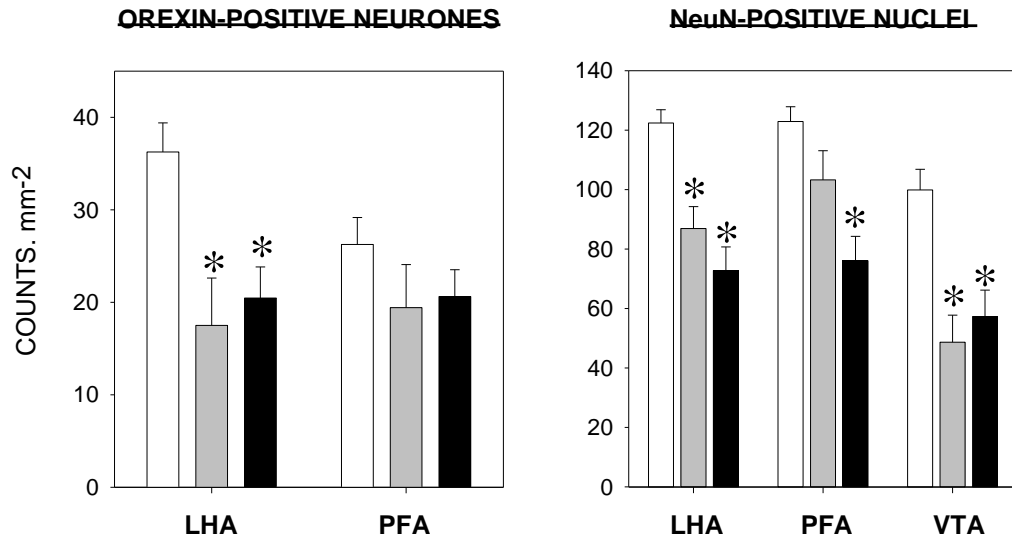 OREXIN-POSITIVE NEURONES
NeuN-POSITIVE NUCLEI
COUNTS. mm-2
40
30
20
10
0
LHA PFA
* *
140
120
100
80
60
40
20
0
* * * * *
LHA PFA VTA